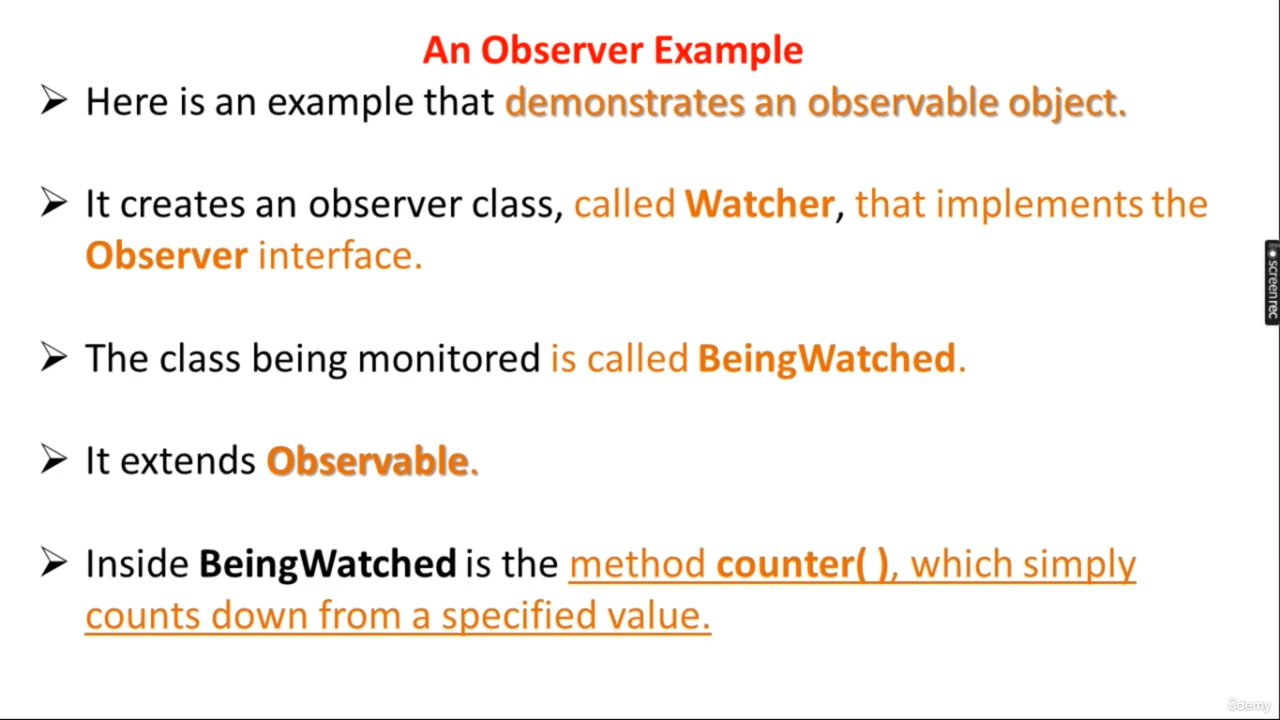 An Observer Example
➢ Here is an example that demonstrates an observable object.
➢ It creates an observer class, called Watcher, that implements the
Observer interface.
➢ The class being monitored is called BeingWatched.
➢ It extends Observable.
➢ Inside BeingWatched is the method counter( ), which simply
counts down from a specified value.
screenrec
ûdemy